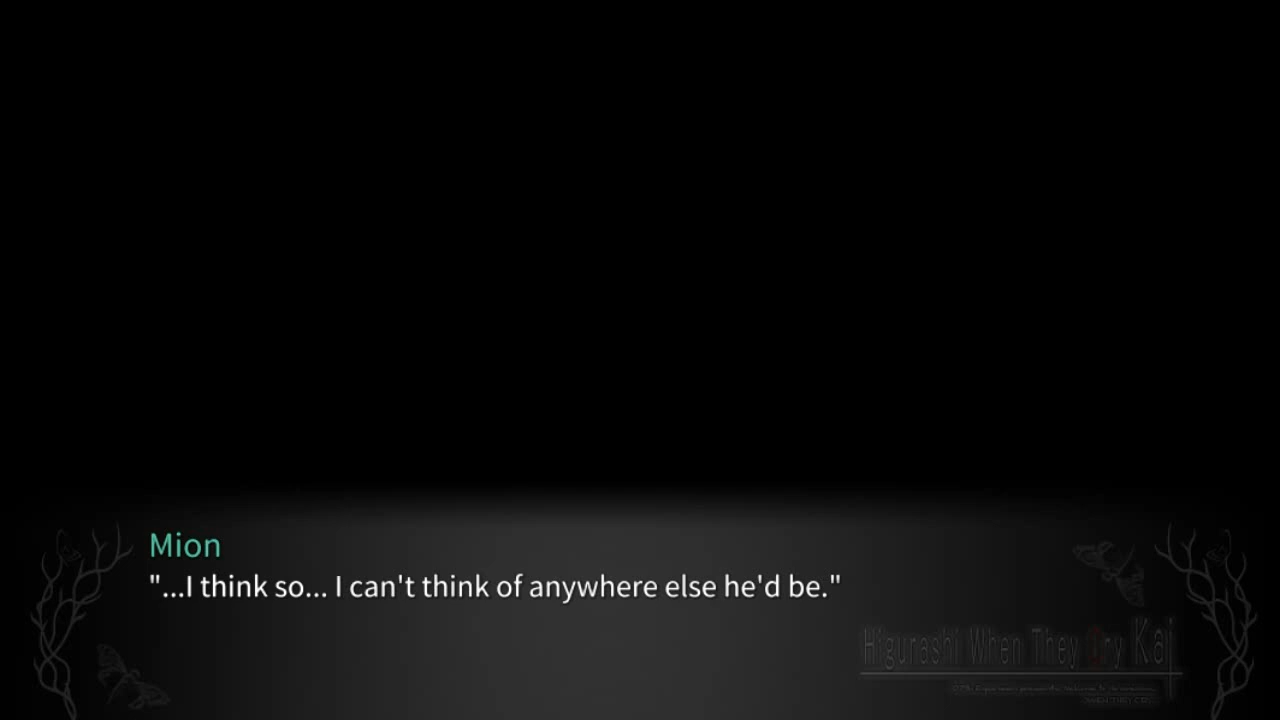 Mion
"...I think so... I can't think of anywhere else he'd be."
Higurashi When They Cry Kai